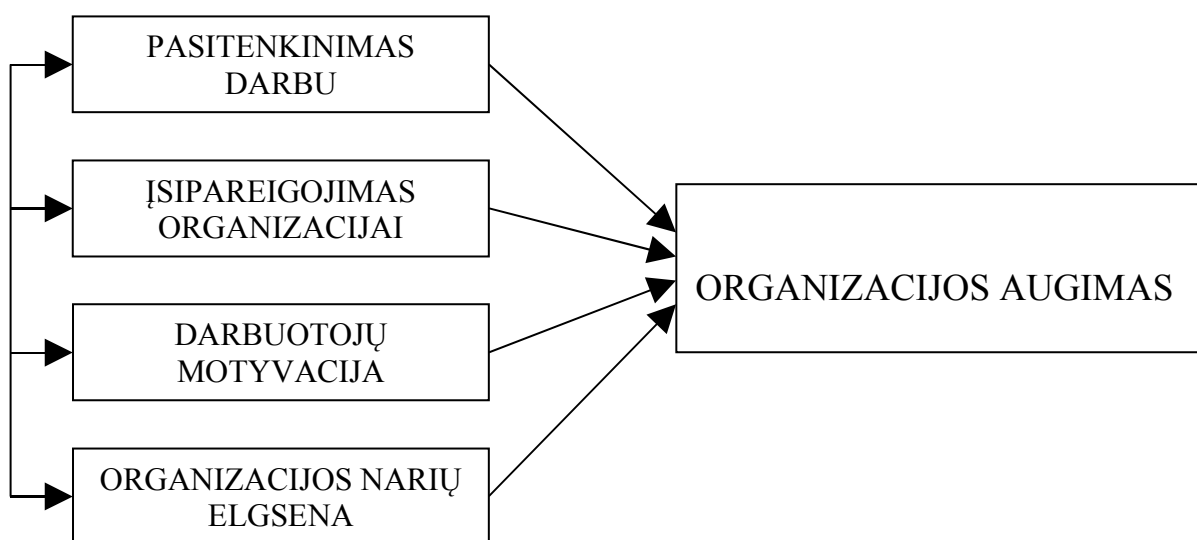 PASITENKINIMAS
DARBU
ĮSIPAREIGOJIMAS
ORGANIZACIJAI
ORGANIZACIJOS AUGIMAS
DARBUOTOJŲ
MOTYVACIJA
ORGANIZACIJOS NARIŲ
ELGSENA